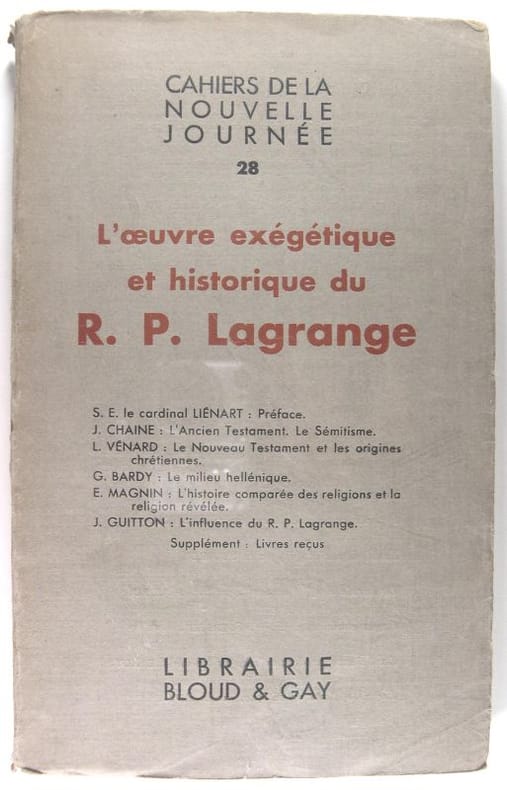 CAHIERS DE LA
NOUVELLE
JOURNÉE
28
L'œuvre exégétique
et historique du
R. P. Lagrange
S. E. le cardinal LIÉNART : Préface.
J. CHAINE : L'Ancien Testament. Le Sémitisme.
L. VÉNARD : Le Nouveau Testament et les origines
chrétiennes.
G. BARDY : Le milieu hellénique.
E. MAGNIN : L'histoire comparée des religions et la
religion révélée.
J. GUITTON : L'influence du R. P. Lagrange.
Supplément : Livres reçus
LIBRAIRIE
BLOUD & GAY